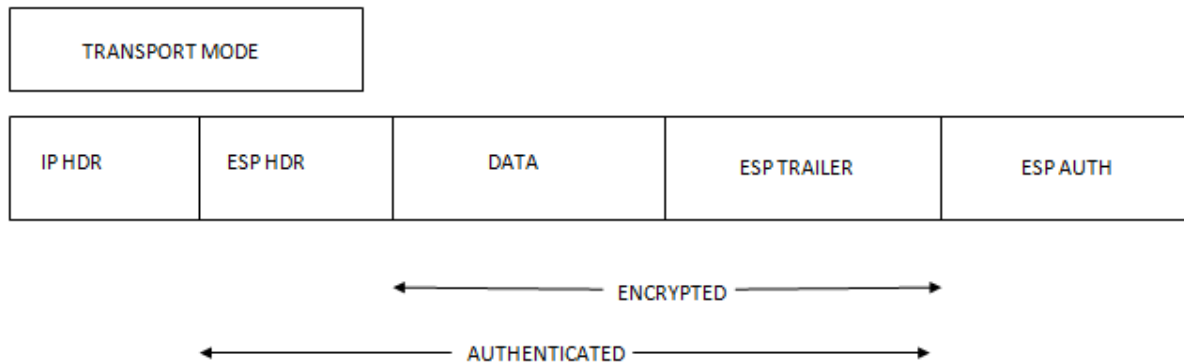 TRANSPORT MODE
IP HDR ESP HDR DATA ESP TRAILER ESP AUTH
ENCRYPTED
AUTHENTICATED